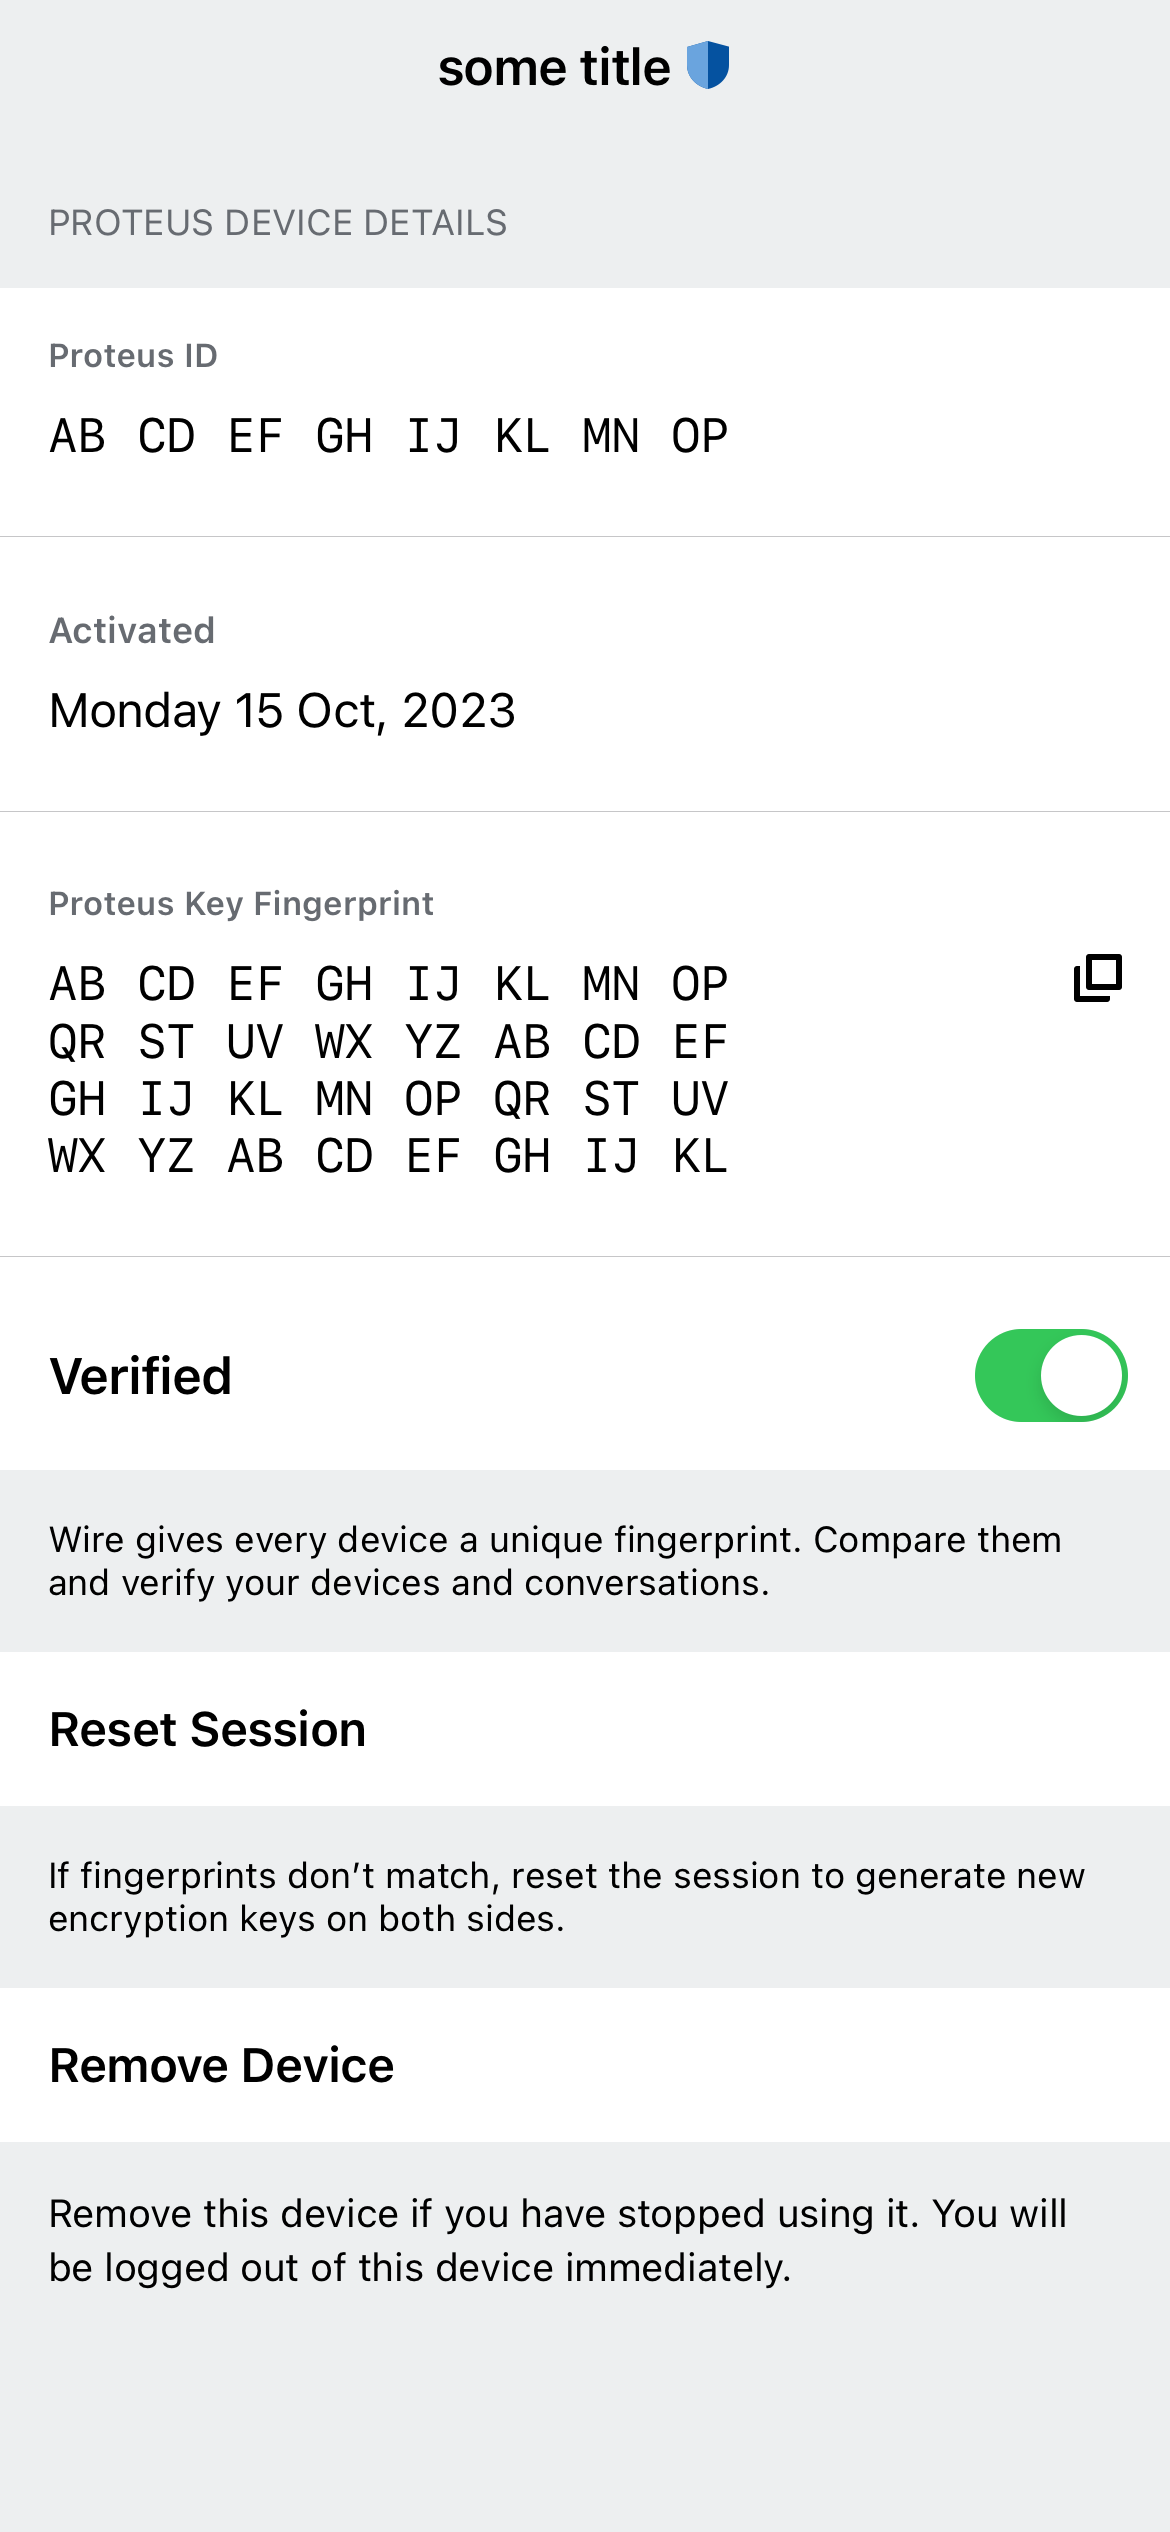 some title
PROTEUS DEVICE DETAILS
Proteus ID
AB CD EF GH IJ KL MN OP
Activated
Monday 15 Oct, 2023
Proteus Key Fingerprint
AB CD EF GH IJ KL MN OP
QR ST UV WX YZ AB CD EF
GH IJ KL MN OP QR ST UV
WX YZ AB CD EF GH IJ KL
Verified
Wire gives every device a unique fingerprint. Compare them
and verify your devices and conversations.
Reset Session
If fingerprints don’t match, reset the session to generate new
encryption keys on both sides.
Remove Device
Remove this device if you have stopped using it. You will
be logged out of this device immediately.